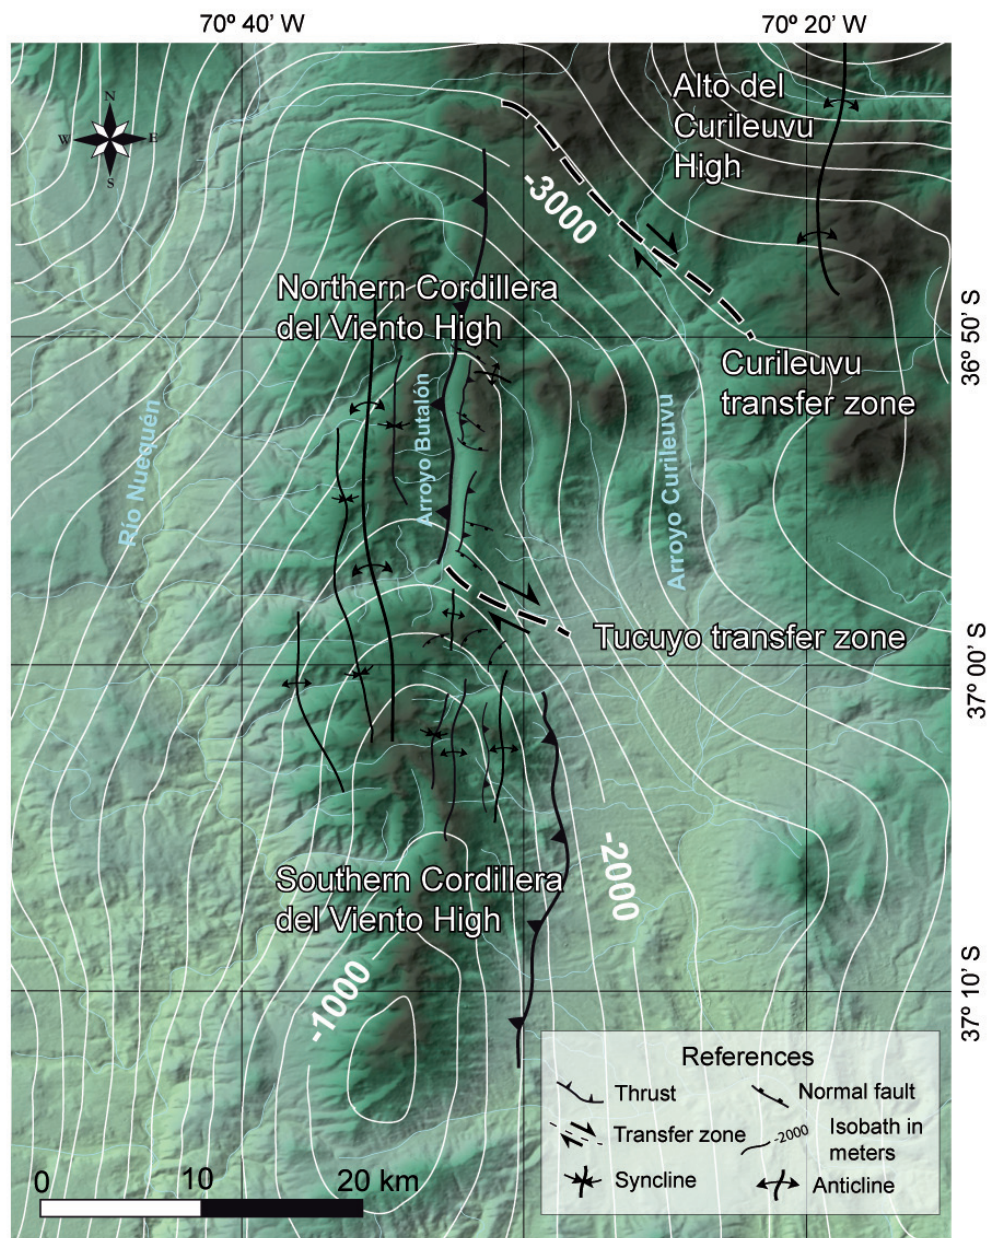 70º 40’ W
70º 20’ W
N
W
E
S
Alto del
Curileuvu
High
-3000
Northern Cordillera
del Viento High
36º 50’ S
Curileuvu
transfer zone
Arroyo Butalón
Río Nuequén
Arroyo Curileuvu
Tucuyo transfer zone
37º 00’ S
-2000
Southern Cordillera
del Viento High
-1000
37º 10’ S
References
Thrust
Normal fault
Transfer zone
-2000
Isobath in
meters
Syncline
Anticline
0
10
20 km